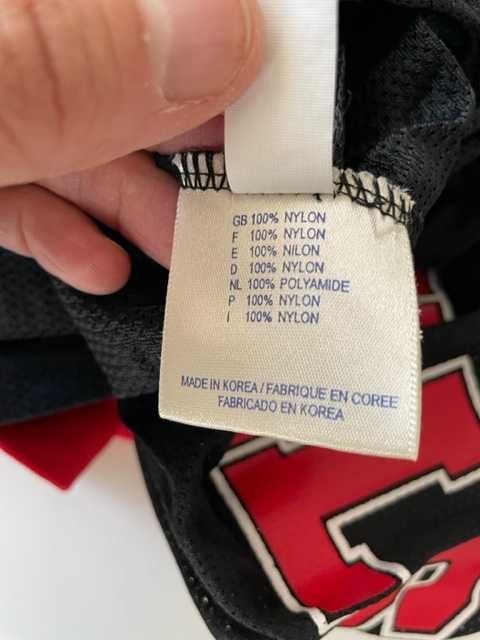 GB 100% NYLON
F 100% NYLON
E 100% NILON
D 100% NYLON
NL 100% POLYAMIDE
P 100% NYLON
I 100% NYLON
MADE IN KOREA / FABRIQUE EN COREE
FABRICADO EN KOREA